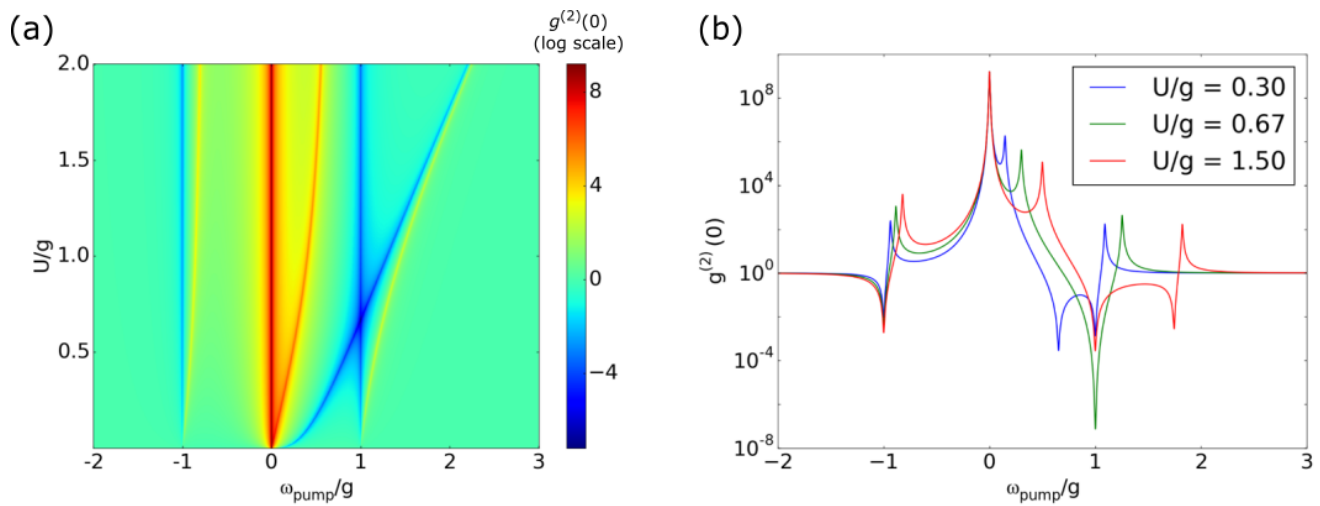 (a)
g(2)(0)
(log scale)
2.0
1.5
1.0
0.5
U/g
-2
-1
0
1
2
3
ωpump/g
8
4
0
−4
(b)
10^8
10^4
10^0
10^-4
10^-8
g(2)(0)
−2
−1
0
1
2
3
ωpump/g
U/g = 0.30
U/g = 0.67
U/g = 1.50